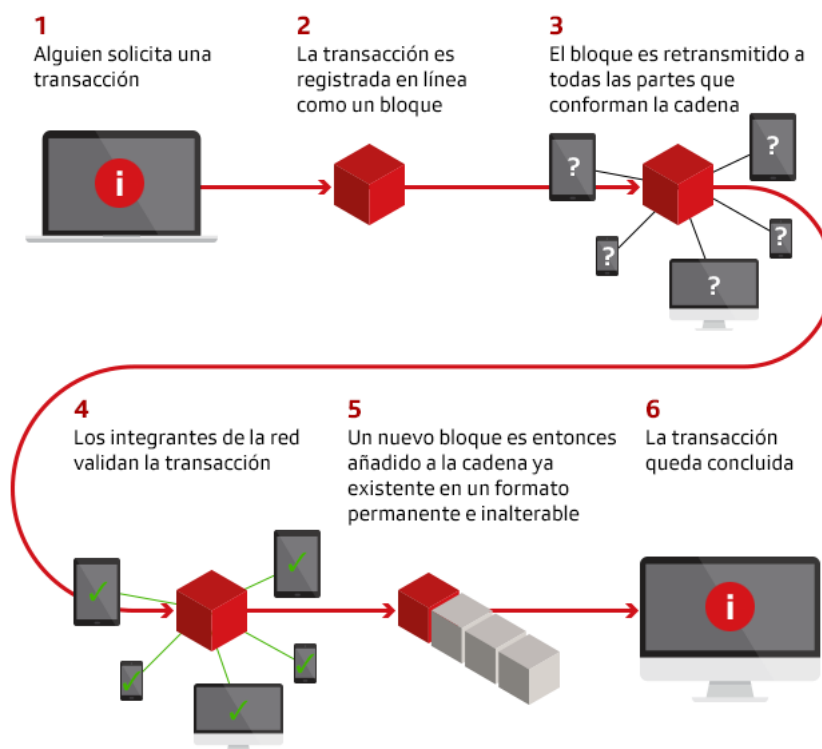 1
Alguien solicita una
transacción
2
La transacción es
registrada en línea
como un bloque
3
El bloque es retransmitido a
todas las partes que
conforman la cadena
i
?
?
?
?
?
4
Los integrantes de la red
validan la transacción
5
Un nuevo bloque es entonces
añadido a la cadena ya
existente en un formato
permanente e inalterable
6
La transacción
queda concluida
i